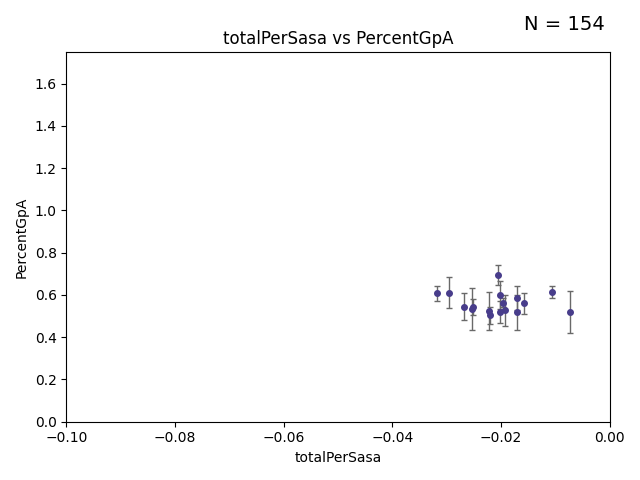 N = 154
totalPerSasa vs PercentGpA
PercentGpA
1.6
1.4
1.2
1.0
0.8
0.6
0.4
0.2
0.0
−0.10 −0.08 −0.06 −0.04 −0.02 0.00
totalPerSasa